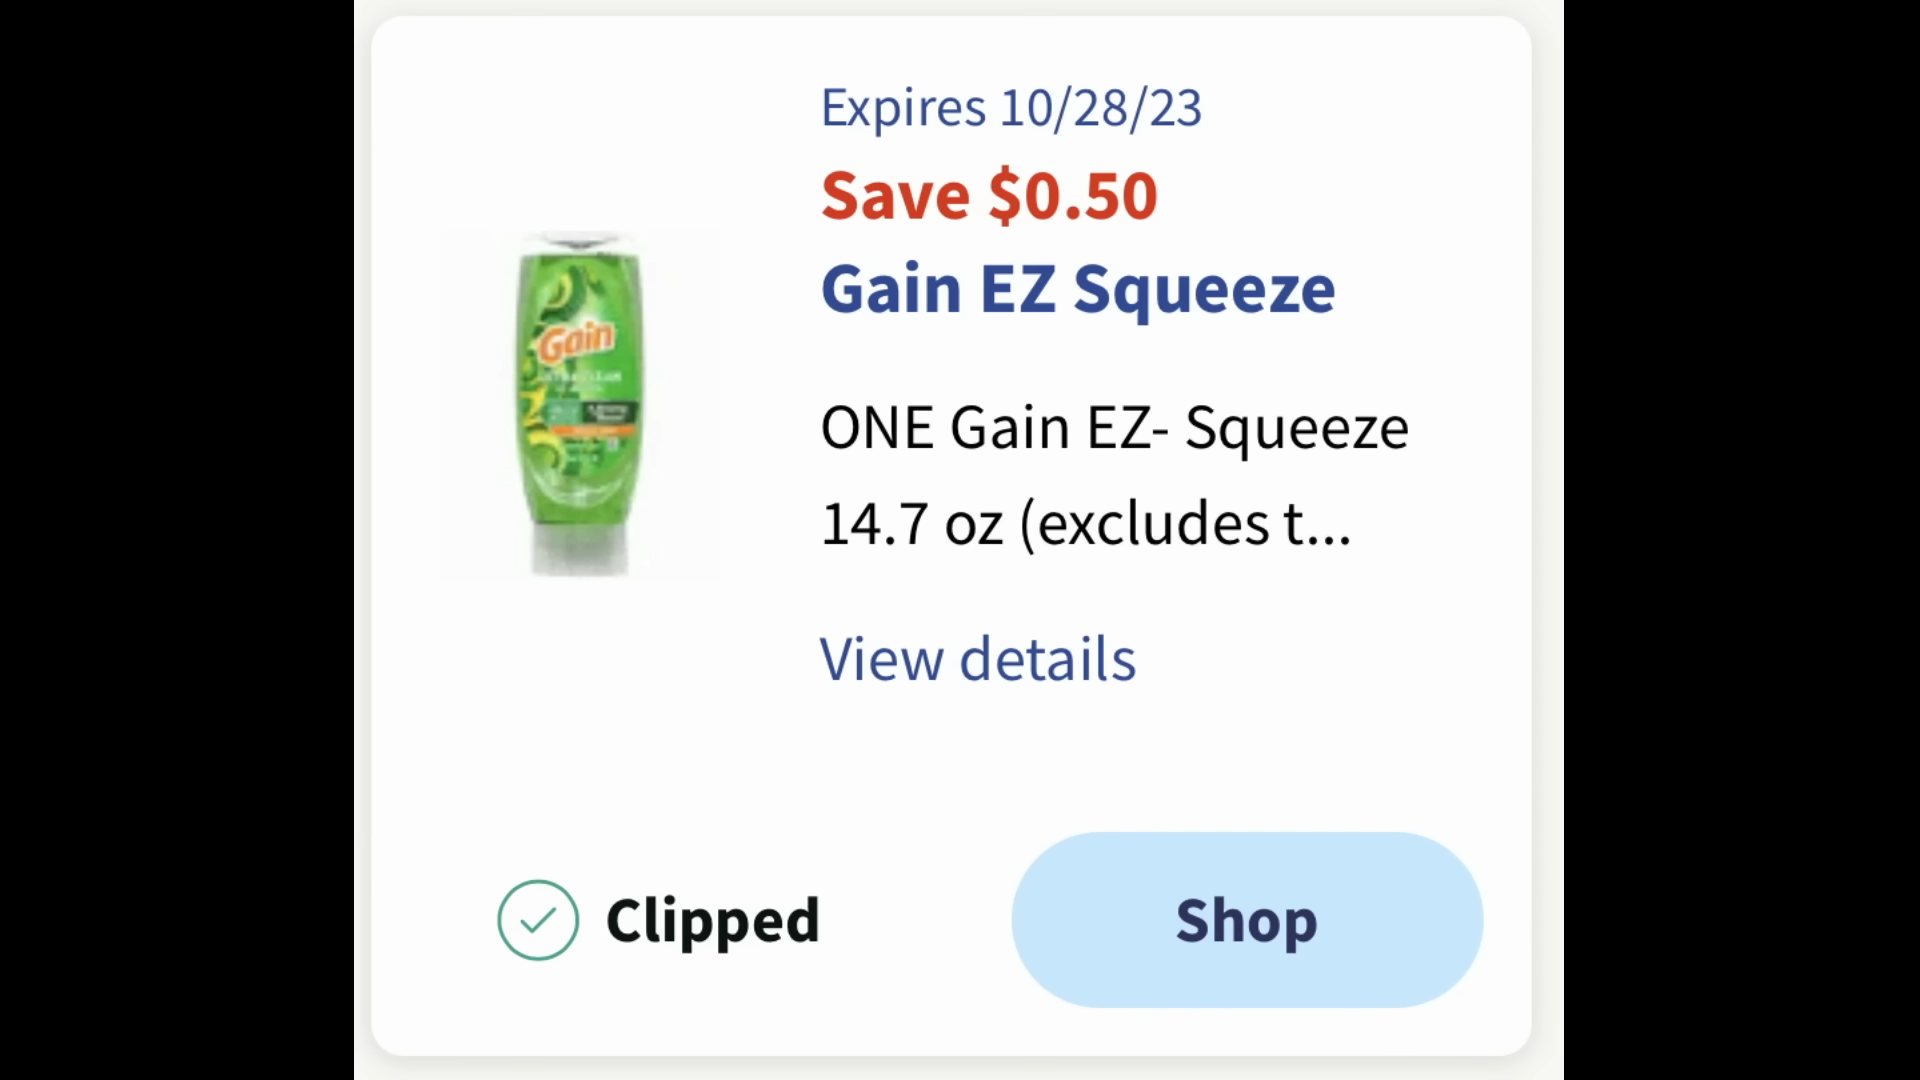 Expires 10/28/23
Save $0.50
Gain EZ Squeeze
Gain
ONE Gain EZ- Squeeze
14.7 oz (excludes t...
View details
Clipped
Shop